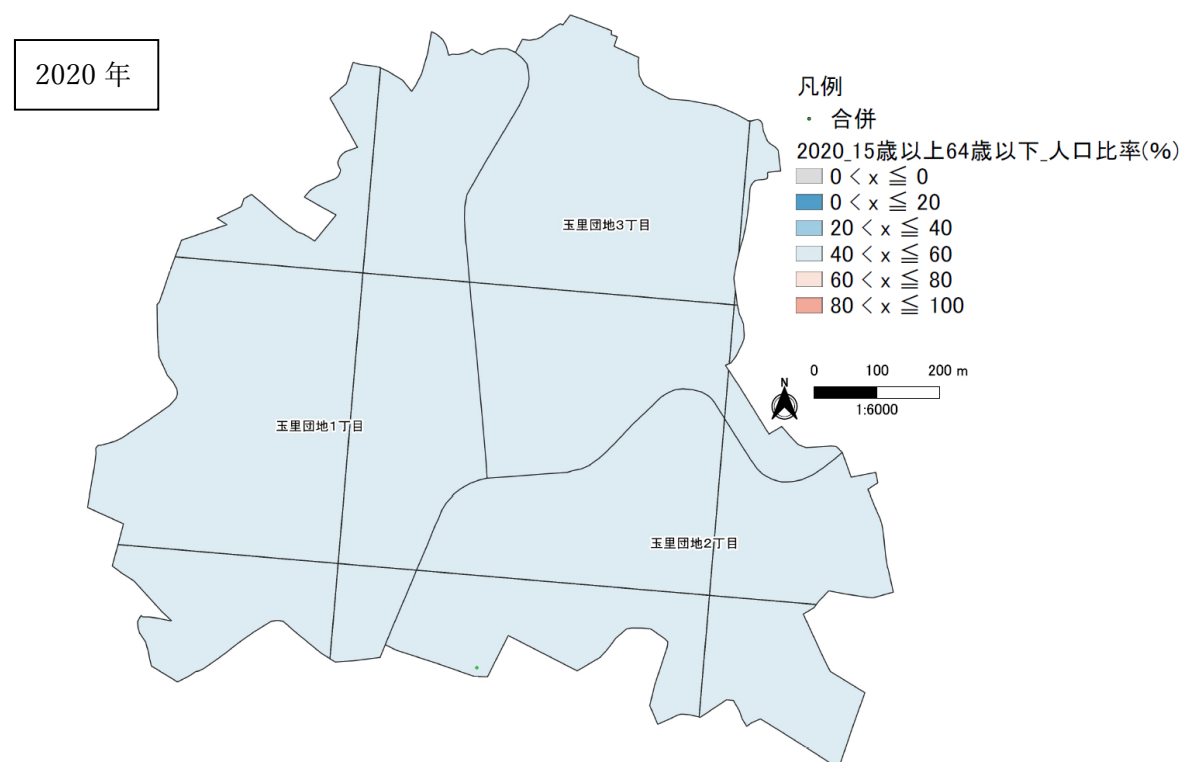 2020 年
凡例
合併
2020_15歳以上64歳以下_人口比率(%)
0 < x ≦ 0
0 < x ≦ 20
20 < x ≦ 40
40 < x ≦ 60
60 < x ≦ 80
80 < x ≦ 100
玉里団地3丁目
0 100 200 m
N
1:6000
玉里団地1丁目
玉里団地2丁目